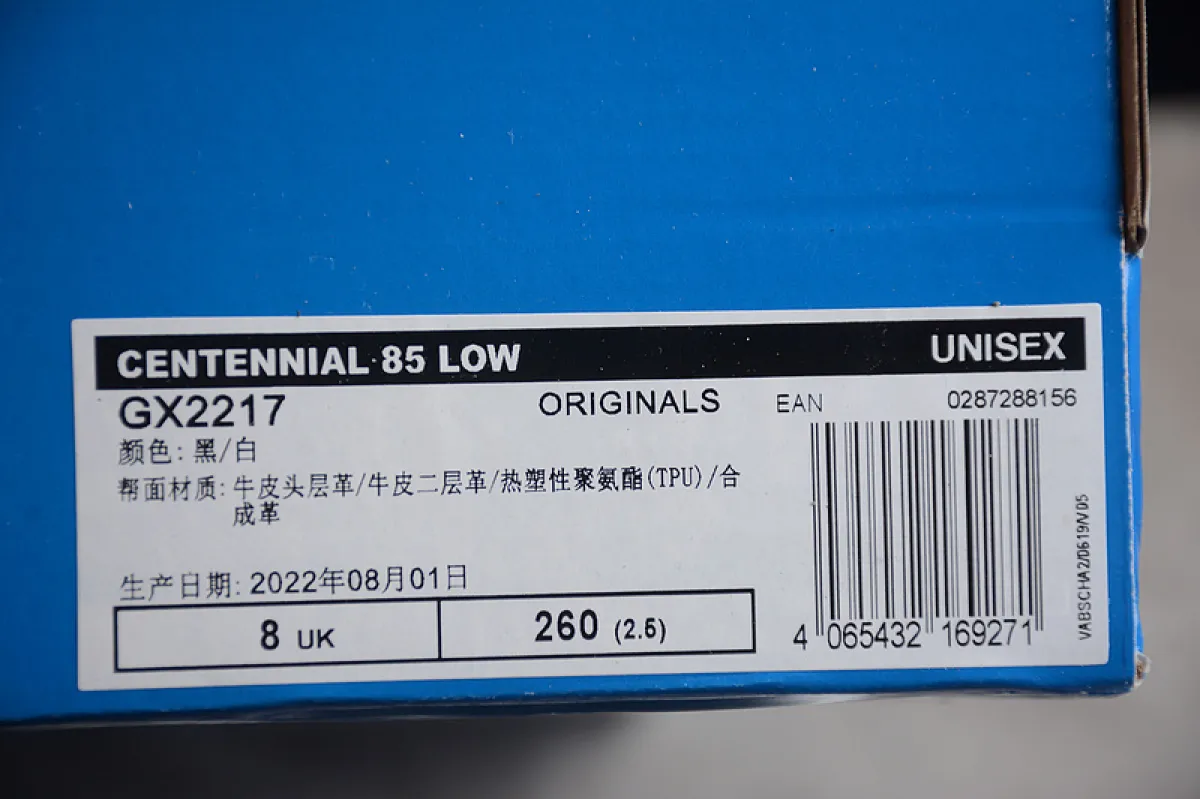 CENTENNIAL 85 LOW UNISEX
GX2217 ORIGINALS EAN 0287288156
颜色: 黑/白
帮面材质: 牛皮头层革/牛皮二层革/热塑性聚氨酯(TPU)/合
成革
生产日期: 2022年08月01日
8 UK 260 (2.5)
4 065432 169271
VABSCHA2/0619/V05